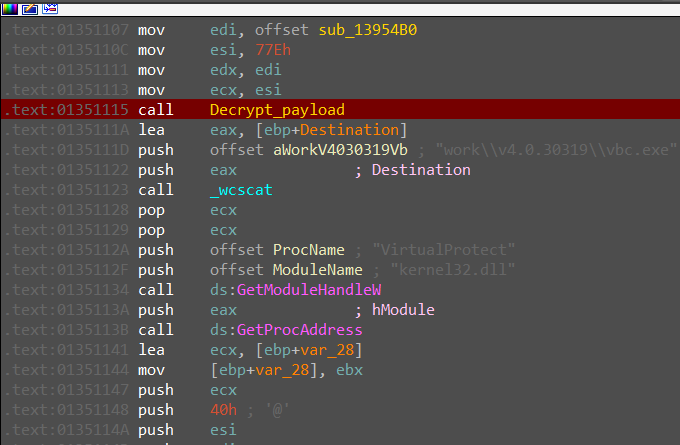 .text:01351107 mov     edi, offset sub_13954B0
.text:0135110C mov     esi, 77Eh
.text:01351111 mov     edx, edi
.text:01351113 mov     ecx, esi
.text:01351115 call    Decrypt_payload
.text:0135111A lea     eax, [ebp+Destination]
.text:0135111D push    offset aWorkV4030319Vb ; "work\\v4.0.30319\\vbc.exe"
.text:01351122 push    eax             ; Destination
.text:01351123 call    _wcscat
.text:01351128 pop     ecx
.text:01351129 pop     ecx
.text:0135112A push    offset ProcName ; "VirtualProtect"
.text:0135112F push    offset ModuleName ; "kernel32.dll"
.text:01351134 call    ds:GetModuleHandleW
.text:0135113A push    eax             ; hModule
.text:0135113B call    ds:GetProcAddress
.text:01351141 lea     ecx, [ebp+var_28]
.text:01351144 mov     [ebp+var_28], ebx
.text:01351147 push    ecx
.text:01351148 push    40h ; '@'
.text:0135114A push    esi